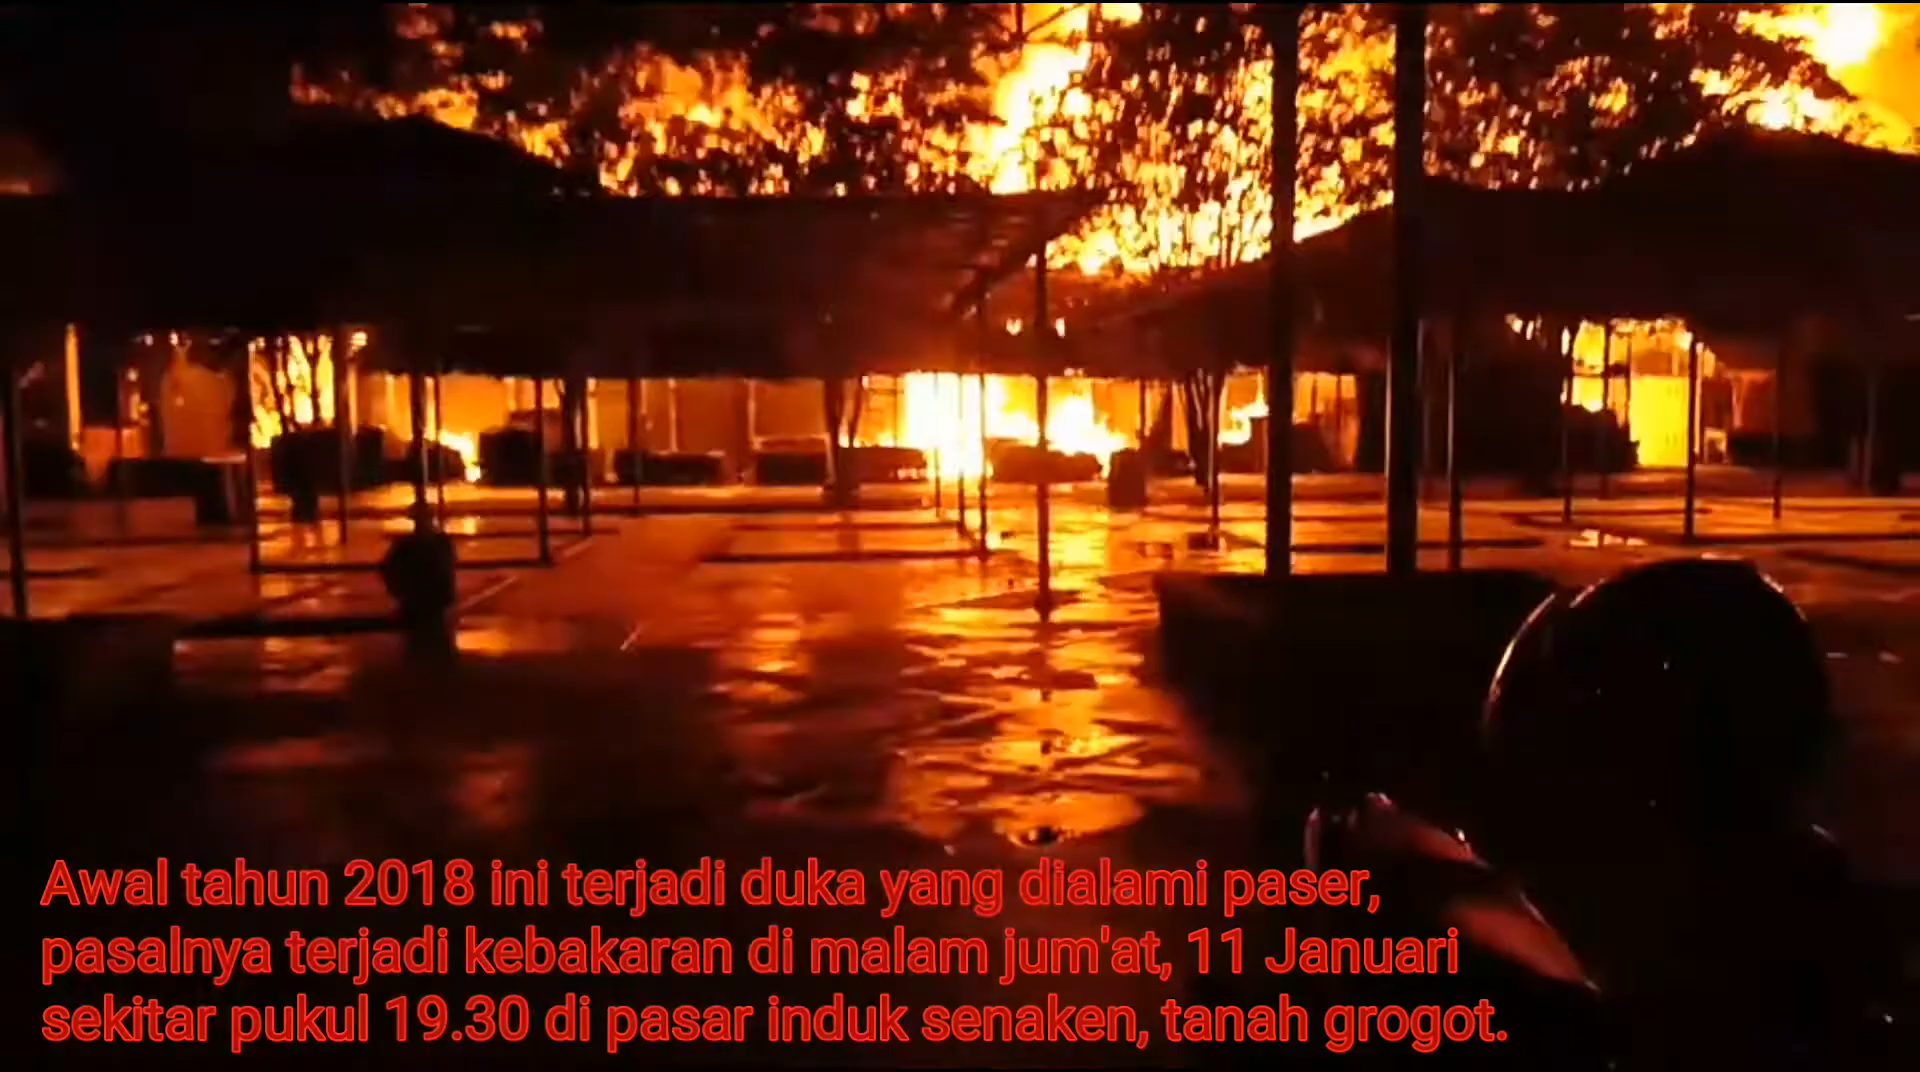 Awal tahun 2018 ini terjadi duka yang dialami paser,
pasalnya terjadi kebakaran di malam jum'at, 11 Januari
sekitar pukul 19.30 di pasar induk senaken, tanah grogot.